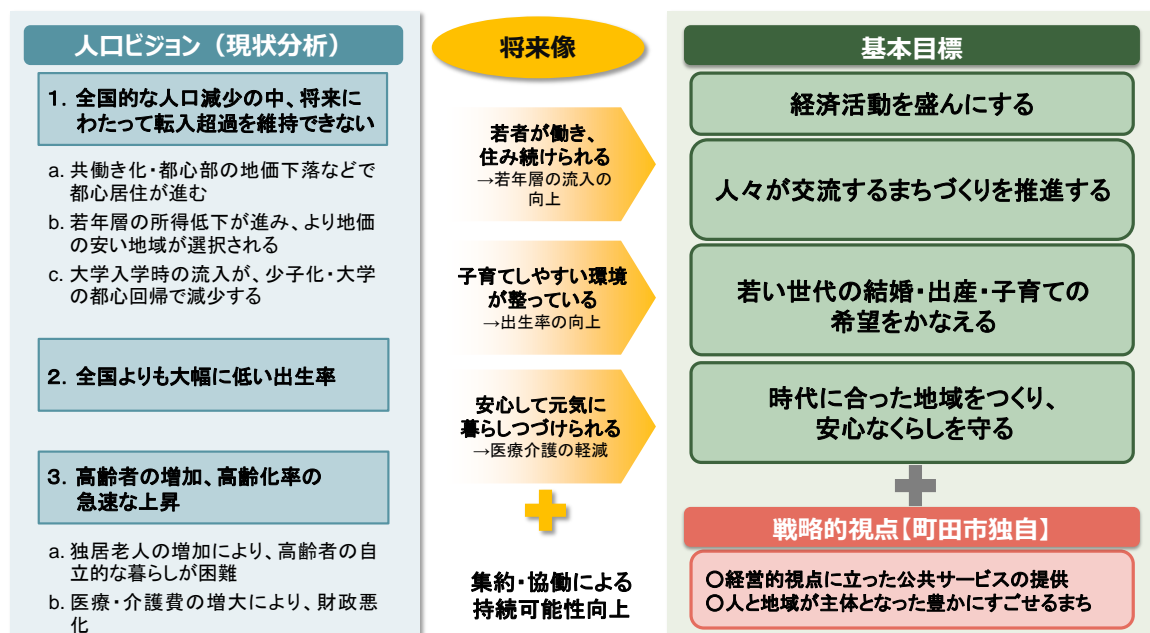 人口ビジョン（現状分析）
1. 全国的な人口減少の中、将来に
わたって転入超過を維持できない
a. 共働き化・都心部の地価下落などで
都心居住が進む
b. 若年層の所得低下が進み、より地価
の安い地域が選択される
c. 大学入学時の流入が、少子化・大学
の都心回帰で減少する
2. 全国よりも大幅に低い出生率
3. 高齢者の増加、高齢化率の
急速な上昇
a. 独居老人の増加により、高齢者の自
立的な暮らしが困難
b. 医療・介護費の増大により、財政悪
化
将来像
若者が働き、
住み続けられる
→若年層の流入の
向上
子育てしやすい環境
が整っている
→出生率の向上
安心して元気に
暮らしつづけられる
→医療介護の軽減
集約・協働による
持続可能性向上
基本目標
経済活動を盛んにする
人々が交流するまちづくりを推進する
若い世代の結婚・出産・子育ての
希望をかなえる
時代に合った地域をつくり、
安心なくらしを守る
戦略的視点【町田市独自】
〇経営的視点に立った公共サービスの提供
〇人と地域が主体となった豊かにすごせるまち